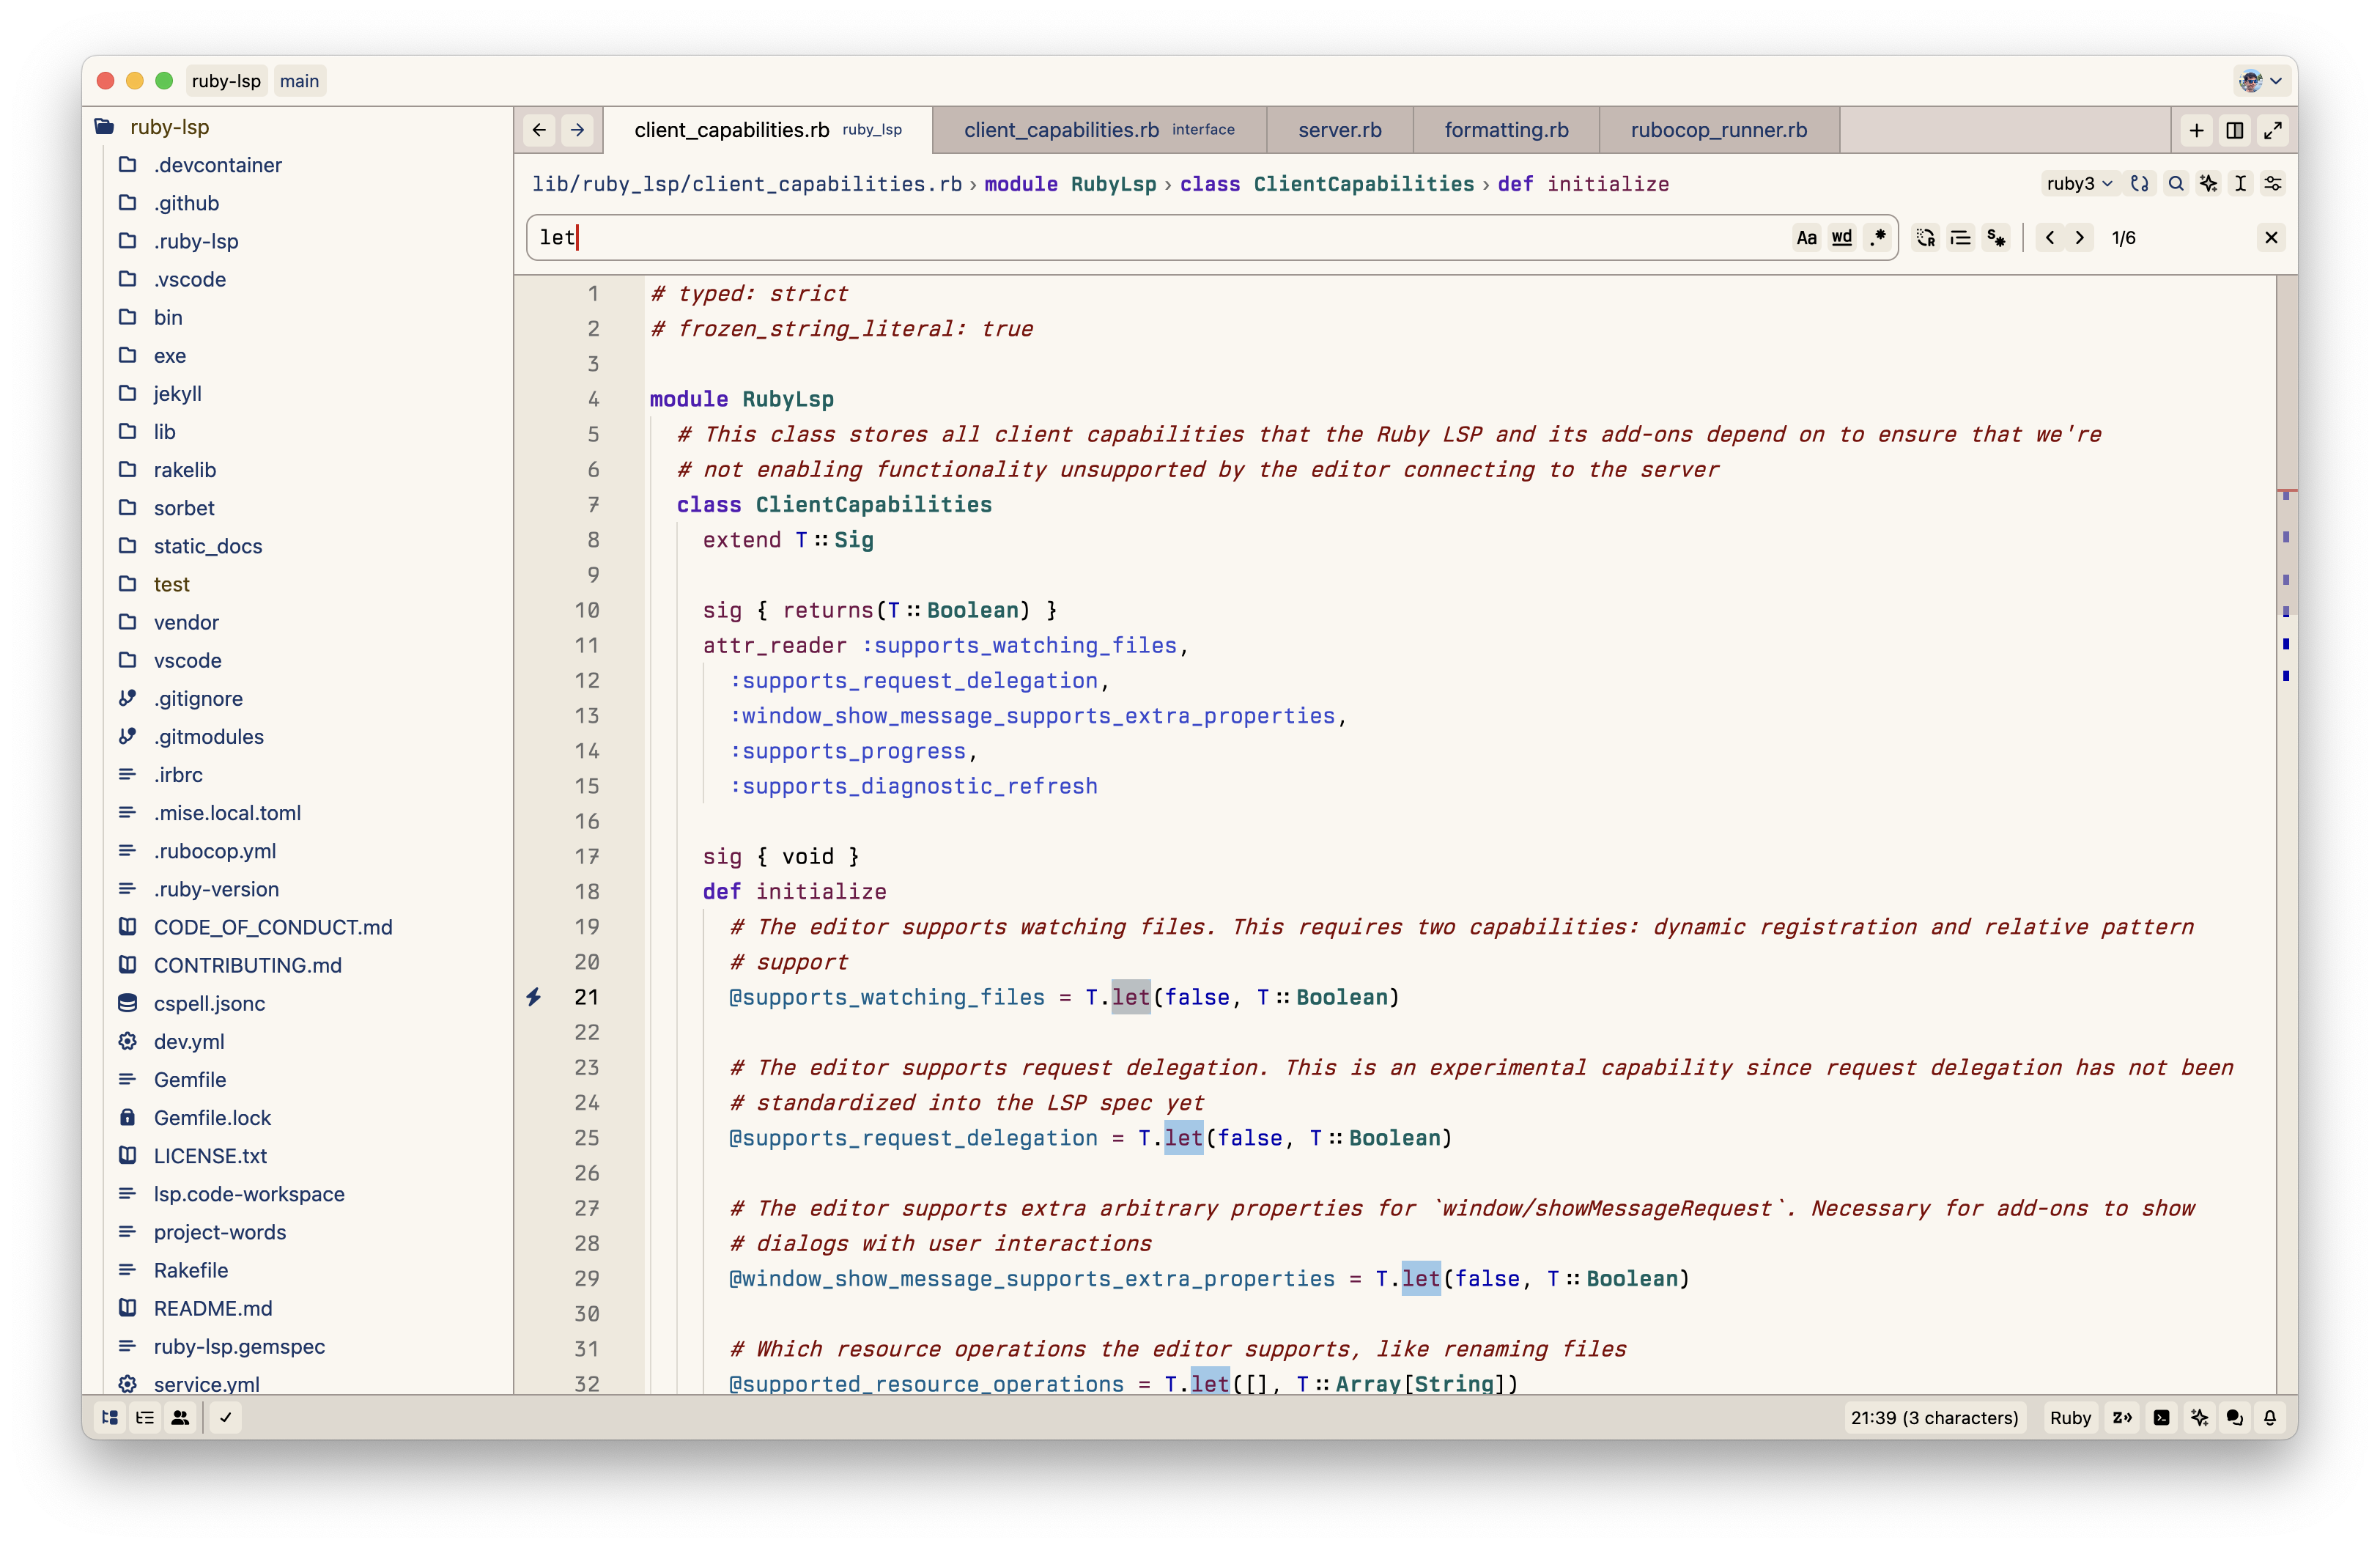 ruby-lsp main
ruby-lsp
.devcontainer
.github
.ruby-lsp
.vscode
bin
exe
jekyll
lib
rakelib
sorbet
static_docs
test
vendor
vscode
.gitignore
.gitmodules
.irbrc
.mise.local.toml
.rubocop.yml
.ruby-version
CODE_OF_CONDUCT.md
CONTRIBUTING.md
cspell.jsonc
dev.yml
Gemfile
Gemfile.lock
LICENSE.txt
lsp.code-workspace
project-words
Rakefile
README.md
ruby-lsp.gemspec
service.yml
client_capabilities.rb ruby_lsp client_capabilities.rb interface server.rb formatting.rb rubocop_runner.rb
lib/ruby_lsp/client_capabilities.rb › module RubyLsp › class ClientCapabilities › def initialize ruby3
let Aa wd .* 1/6
1 # typed: strict
2 # frozen_string_literal: true
3
4 module RubyLsp
5 # This class stores all client capabilities that the Ruby LSP and its add-ons depend on to ensure that we're
6 # not enabling functionality unsupported by the editor connecting to the server
7 class ClientCapabilities
8 extend T::Sig
9
10 sig { returns(T::Boolean) }
11 attr_reader :supports_watching_files,
12 :supports_request_delegation,
13 :window_show_message_supports_extra_properties,
14 :supports_progress,
15 :supports_diagnostic_refresh
16
17 sig { void }
18 def initialize
19 # The editor supports watching files. This requires two capabilities: dynamic registration and relative pattern
20 # support
21 @supports_watching_files = T.let(false, T::Boolean)
22
23 # The editor supports request delegation. This is an experimental capability since request delegation has not been
24 # standardized into the LSP spec yet
25 @supports_request_delegation = T.let(false, T::Boolean)
26
27 # The editor supports extra arbitrary properties for `window/showMessageRequest`. Necessary for add-ons to show
28 # dialogs with user interactions
29 @window_show_message_supports_extra_properties = T.let(false, T::Boolean)
30
31 # Which resource operations the editor supports, like renaming files
32 @supported_resource_operations = T.let([], T::Array[String])
21:39 (3 characters) Ruby